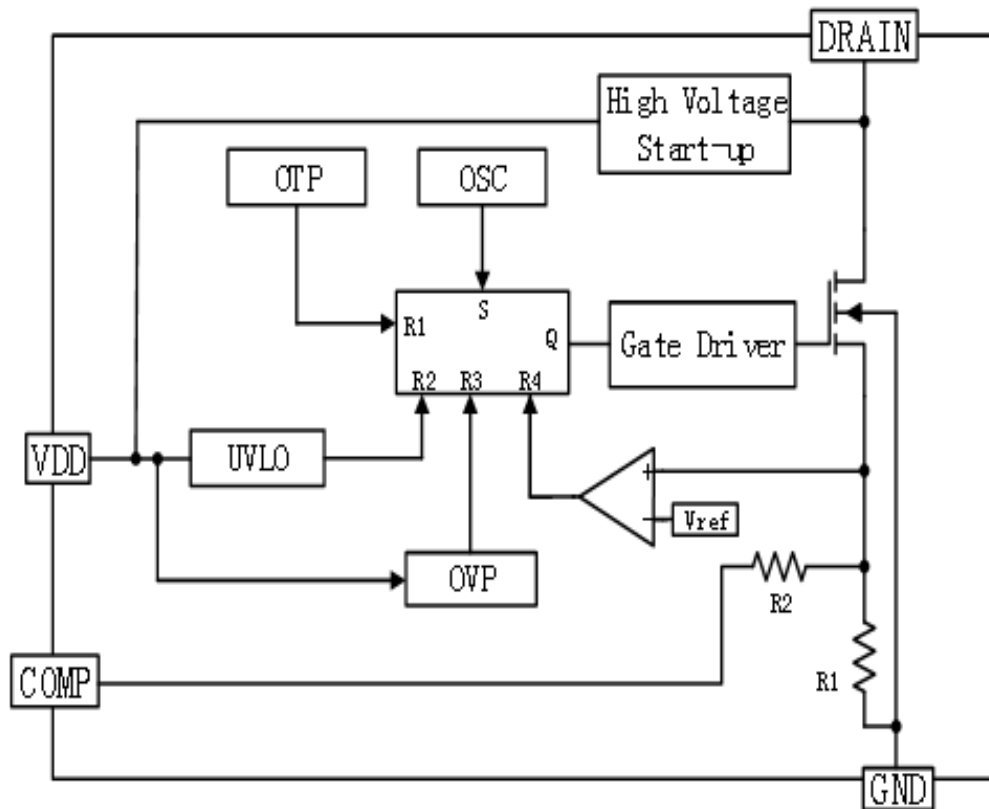 DRAIN
High Voltage
Start-up
OTP
OSC
S
R1
Q
Gate Driver
R2
R3
R4
VDD
UVLO
+
−
Vref
OVP
R2
COMP
R1
GND